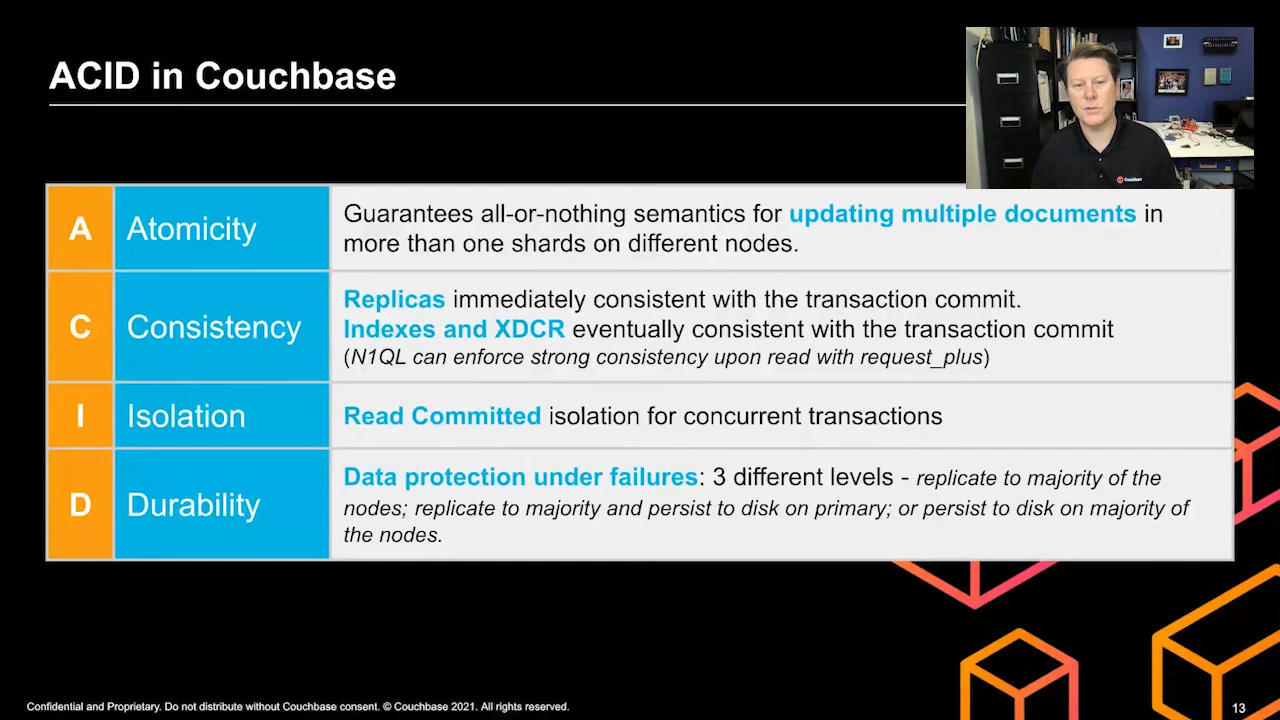 ACID in Couchbase
Couchbase
A
Atomicity
Guarantees all-or-nothing semantics for updating multiple documents in
more than one shards on different nodes.
C
Consistency
Replicas immediately consistent with the transaction commit.
Indexes and XDCR eventually consistent with the transaction commit
(N1QL can enforce strong consistency upon read with request_plus)
I
Isolation
Read Committed isolation for concurrent transactions
D
Durability
Data protection under failures: 3 different levels - replicate to majority of the
nodes; replicate to majority and persist to disk on primary; or persist to disk on majority of
the nodes.
Confidential and Proprietary. Do not distribute without Couchbase consent. © Couchbase 2021. All rights reserved.
13